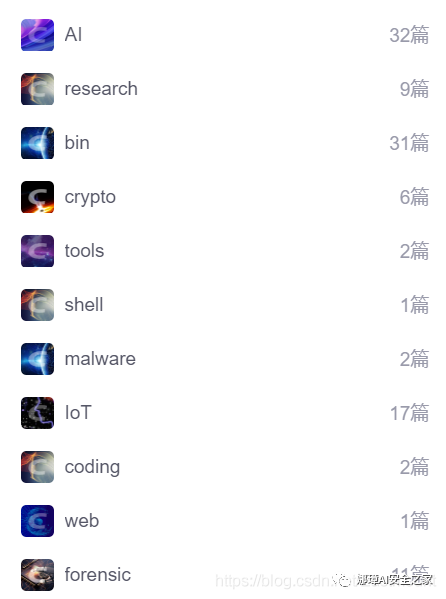 AI 32篇
research 9篇
bin 31篇
crypto 6篇
tools 2篇
shell 1篇
malware 2篇
IoT 17篇
coding 2篇
web 1篇
forensic 11篇
https://blog.csdn
娜璋AI安全之家